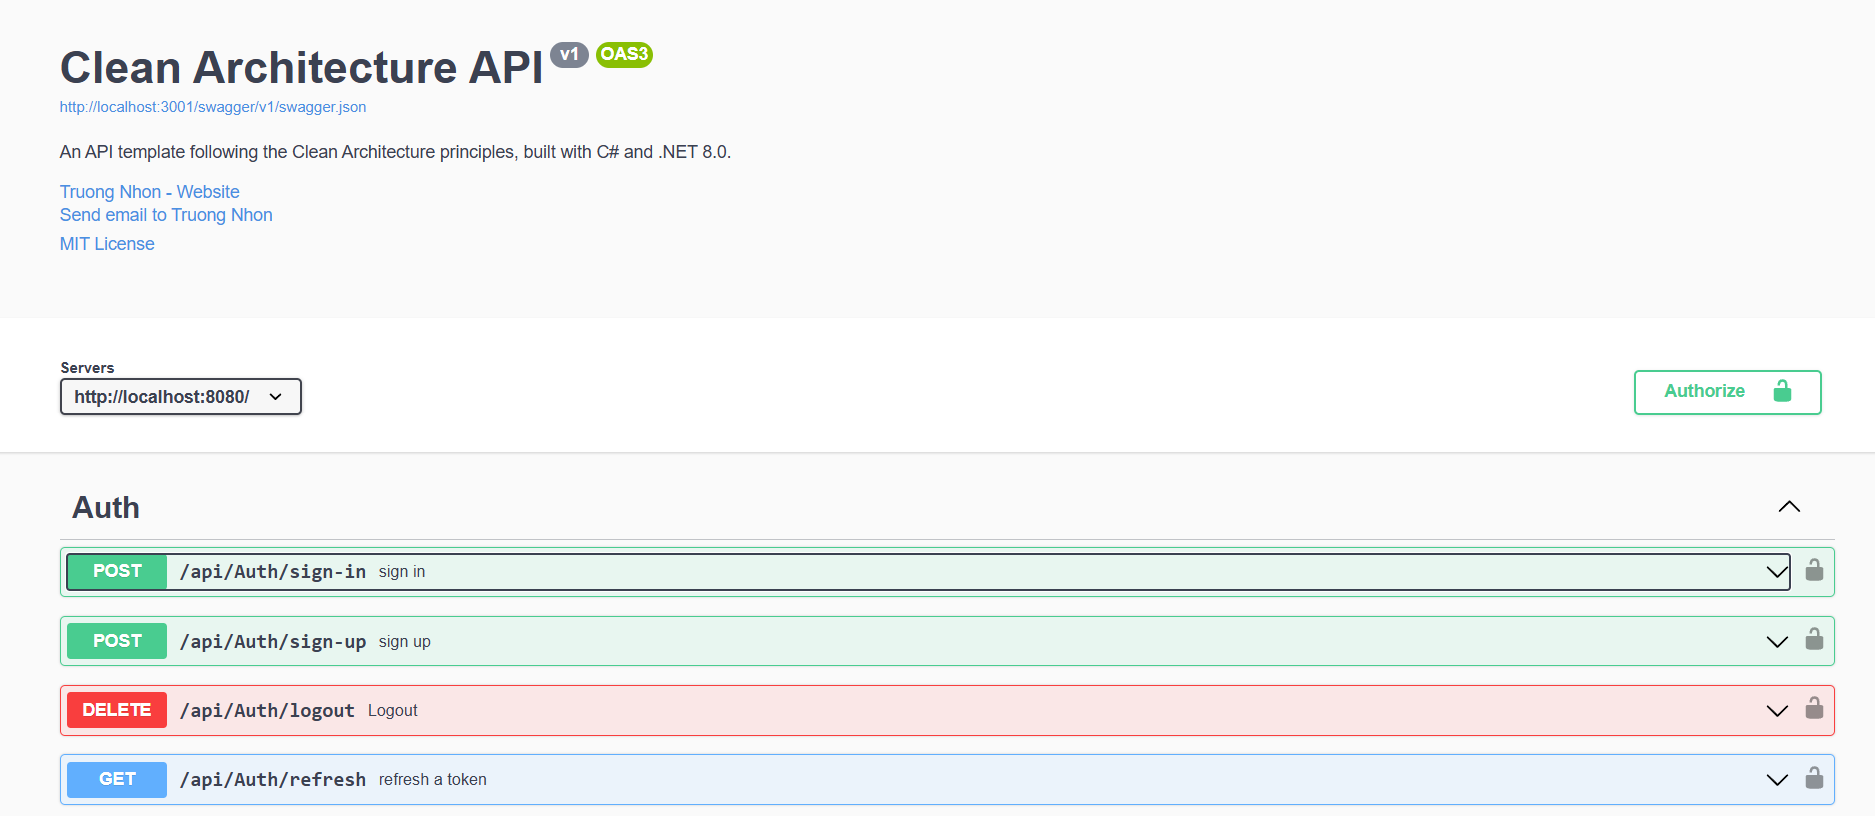 Clean Architecture API v1 OAS3
http://localhost:3001/swagger/v1/swagger.json
An API template following the Clean Architecture principles, built with C# and .NET 8.0.
Truong Nhon - Website
Send email to Truong Nhon
MIT License
Servers
http://localhost:8080/
Authorize
Auth
POST /api/Auth/sign-in sign in
POST /api/Auth/sign-up sign up
DELETE /api/Auth/logout Logout
GET /api/Auth/refresh refresh a token